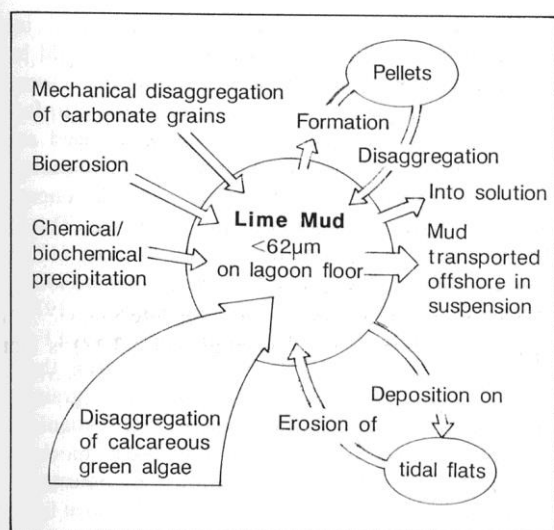 Pellets
Mechanical disaggregation
of carbonate grains
Formation
Bioerosion
Disaggregation
Into solution
Lime Mud
<62µm
on lagoon floor
Chemical/
biochemical
precipitation
Mud
transported
offshore in
suspension
Disaggregation
of calcareous
green algae
Erosion of
Deposition on
tidal flats